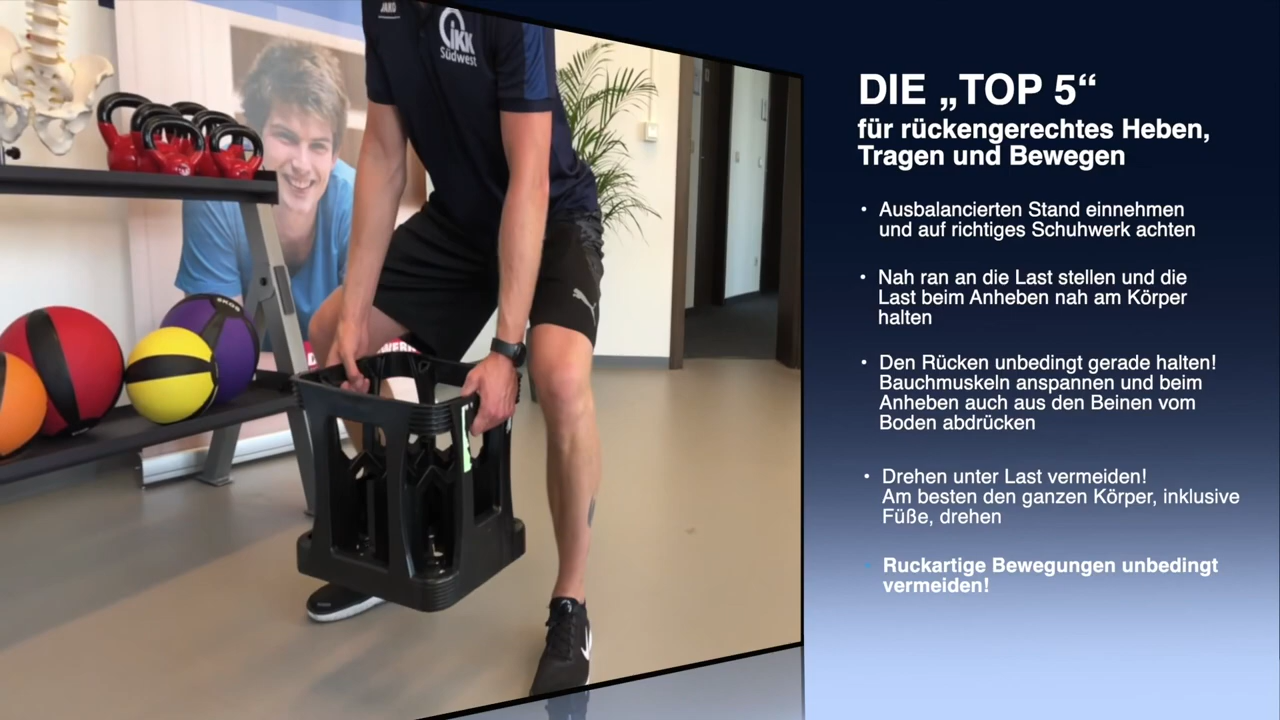 JAKO
IKK
Südwest
DIE „TOP 5“
für rückengerechtes Heben,
Tragen und Bewegen
• Ausbalancierten Stand einnehmen
und auf richtiges Schuhwerk achten
• Nah ran an die Last stellen und die
Last beim Anheben nah am Körper
halten
• Den Rücken unbedingt gerade halten!
Bauchmuskeln anspannen und beim
Anheben auch aus den Beinen vom
Boden abdrücken
• Drehen unter Last vermeiden!
Am besten den ganzen Körper, inklusive
Füße, drehen
• Ruckartige Bewegungen unbedingt
vermeiden!